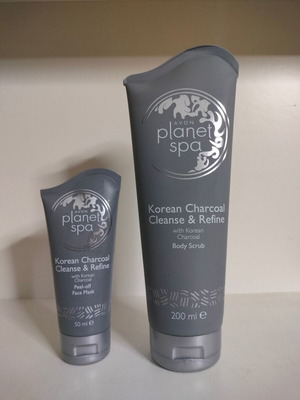 AVON
planet
spa
Korean Charcoal
Cleanse & Refine
with Korean
Charcoal
Peel-off
Face Mask
50 ml e
AVON
planet
spa
Korean Charcoal
Cleanse & Refine
with Korean
Charcoal
Body Scrub
200 ml e